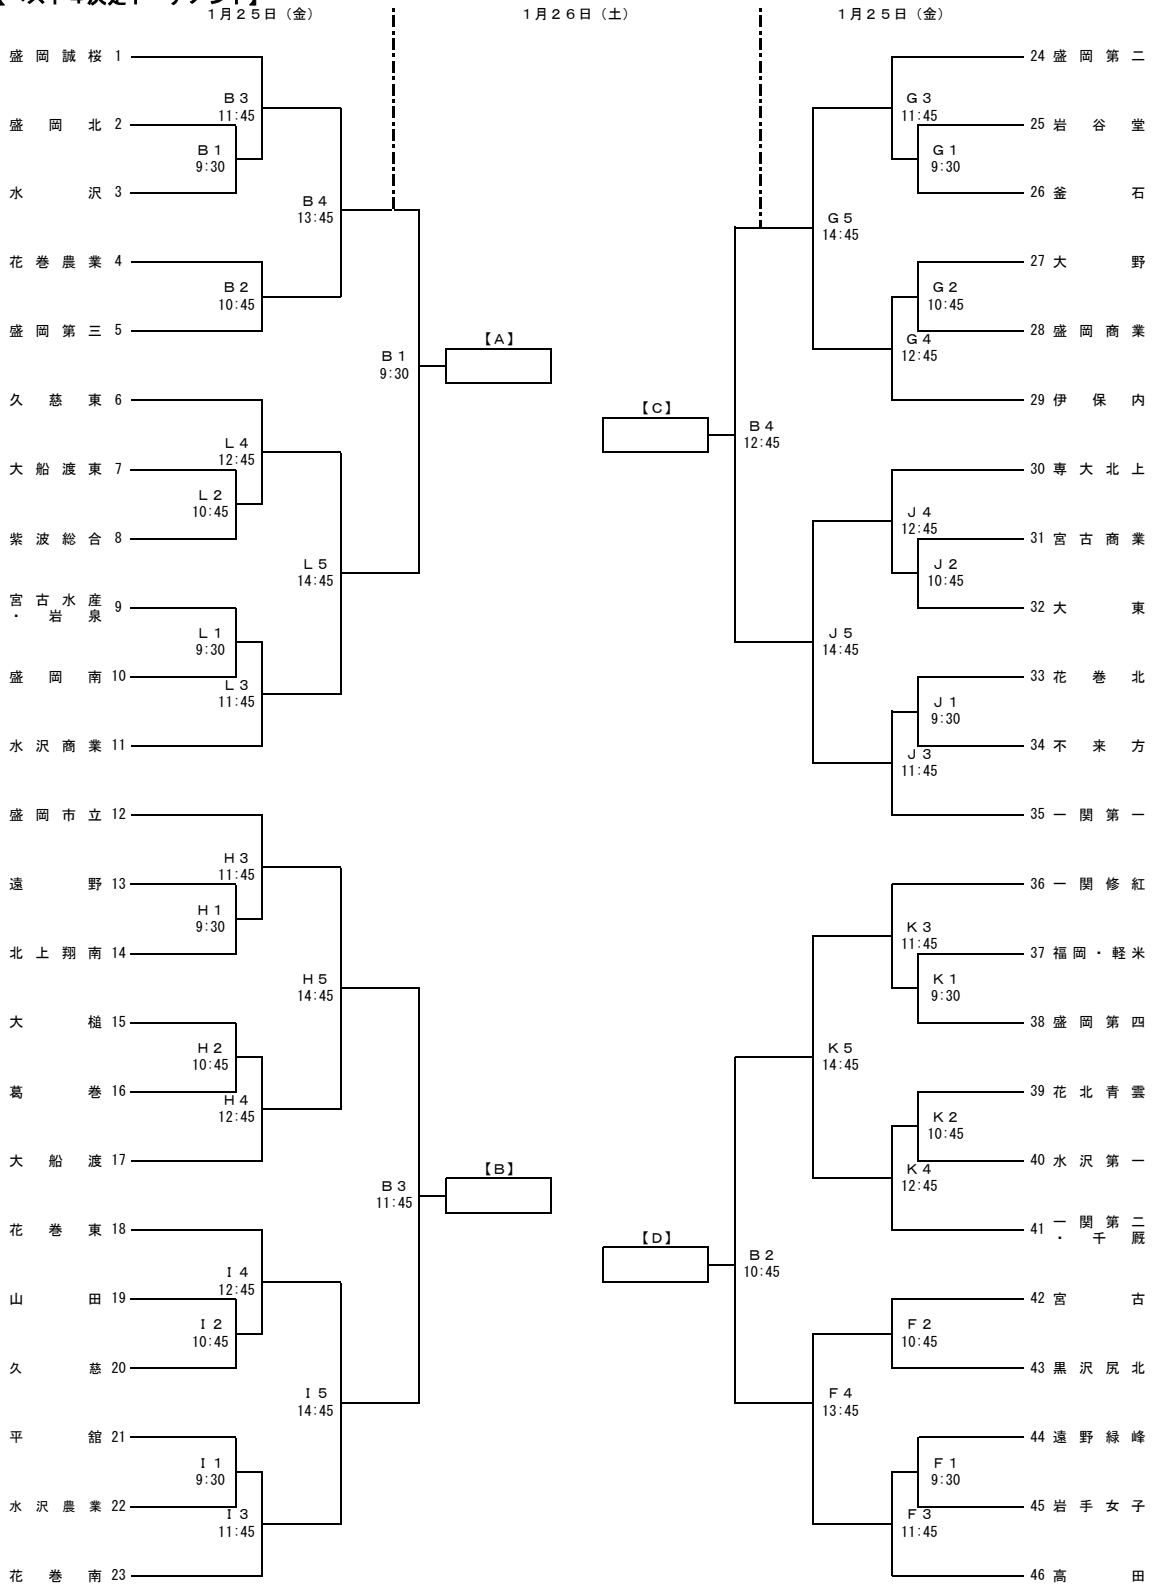 1月25日（金）
1月26日（土）
1月25日（金）
盛岡誠桜 1
B3
11:45
盛岡北 2
B1
9:30
水沢 3
B4
13:45
花巻農業 4
B2
10:45
盛岡第三 5
B1
9:30
【A】
久慈東 6
L4
12:45
大船渡東 7
L2
10:45
紫波総合 8
L5
14:45
宮古水産
・岩泉 9
L1
9:30
盛岡南 10
L3
11:45
水沢商業 11
盛岡市立 12
H3
11:45
遠野 13
H1
9:30
北上翔南 14
H5
14:45
大槌 15
H2
10:45
葛巻 16
H4
12:45
大船渡 17
B3
11:45
【B】
花巻東 18
I4
12:45
山田 19
I2
10:45
久慈 20
I5
14:45
平舘 21
I1
9:30
水沢農業 22
I3
11:45
花巻南 23
24 盛岡第二
G3
11:45
25 岩谷堂
G1
9:30
26 釜石
G5
14:45
27 大野
G2
10:45
28 盛岡商業
G4
12:45
29 伊保内
【C】
B4
12:45
30 専大北上
J4
12:45
31 宮古商業
J2
10:45
32 大東
J5
14:45
33 花巻北
J1
9:30
34 不来方
J3
11:45
35 一関第一
36 一関修紅
K3
11:45
37 福岡・軽米
K1
9:30
38 盛岡第四
K5
14:45
39 花北青雲
K2
10:45
40 水沢第一
K4
12:45
41 一関第二
・千厩
【D】
B2
10:45
42 宮古
F2
10:45
43 黒沢尻北
F4
13:45
44 遠野緑峰
F1
9:30
45 岩手女子
F3
11:45
46 高田